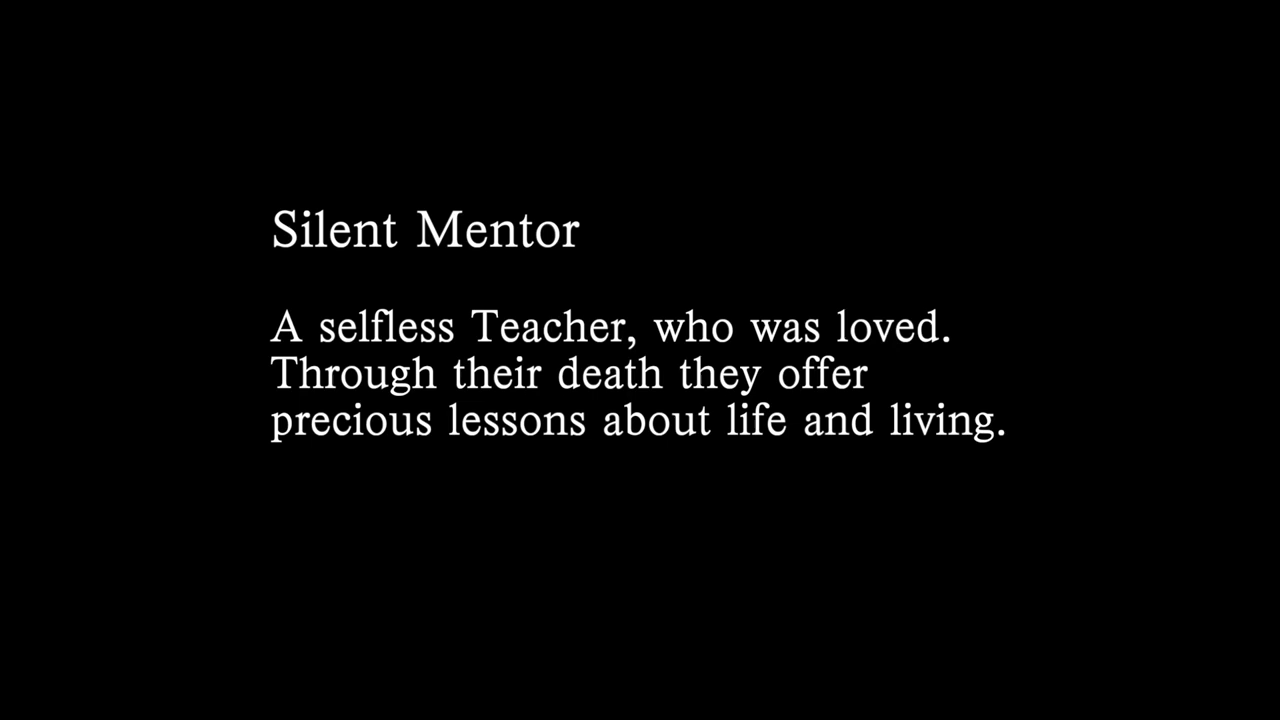 Silent Mentor
A selfless Teacher, who was loved.
Through their death they offer
precious lessons about life and living.